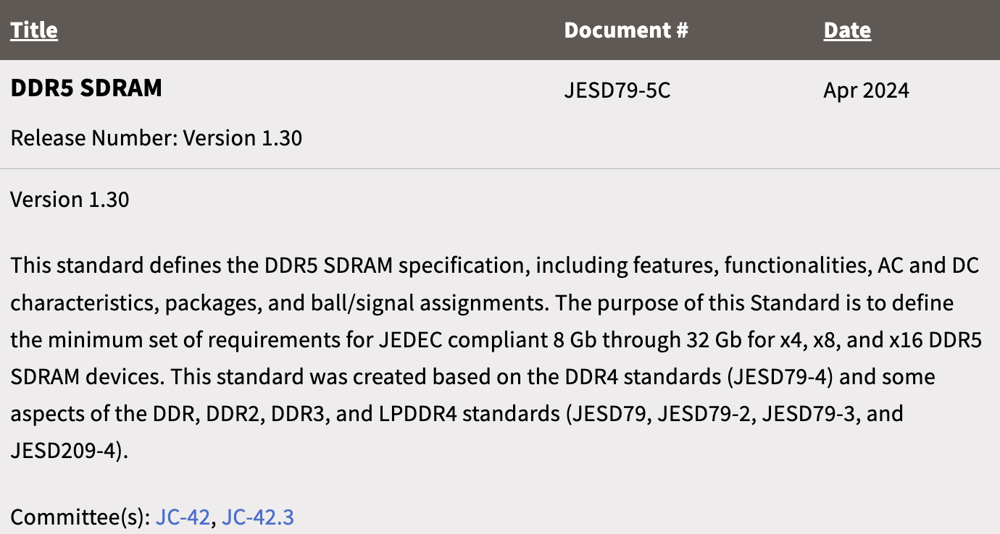 Title Document # Date
DDR5 SDRAM JESD79-5C Apr 2024
Release Number: Version 1.30
Version 1.30
This standard defines the DDR5 SDRAM specification, including features, functionalities, AC and DC
characteristics, packages, and ball/signal assignments. The purpose of this Standard is to define
the minimum set of requirements for JEDEC compliant 8 Gb through 32 Gb for x4, x8, and x16 DDR5
SDRAM devices. This standard was created based on the DDR4 standards (JESD79-4) and some
aspects of the DDR, DDR2, DDR3, and LPDDR4 standards (JESD79, JESD79-2, JESD79-3, and
JESD209-4).
Committee(s): JC-42, JC-42.3